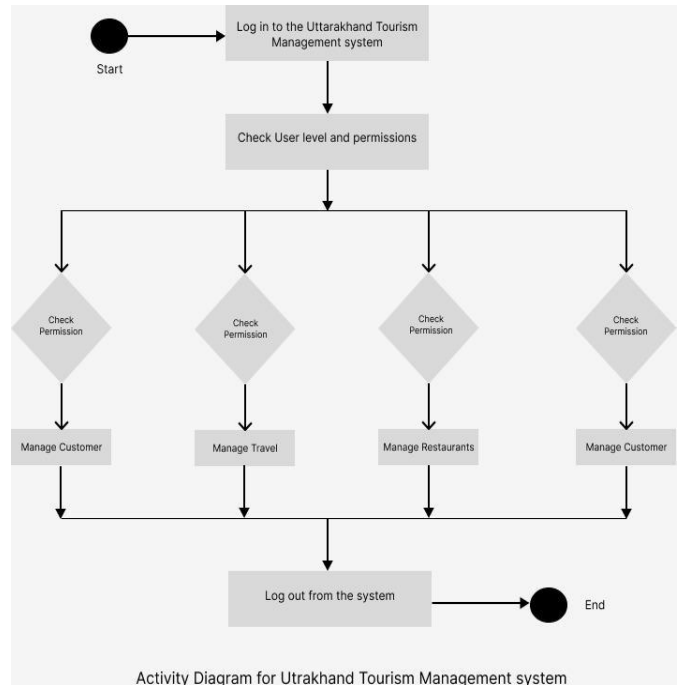 Log in to the Uttarakhand Tourism
Management system
Start
Check User level and permissions
Check
Permission
Check
Permission
Check
Permission
Check
Permission
Manage Customer
Manage Travel
Manage Restaurants
Manage Customer
Log out from the system
End
Activity Diagram for Utrakhand Tourism Management system